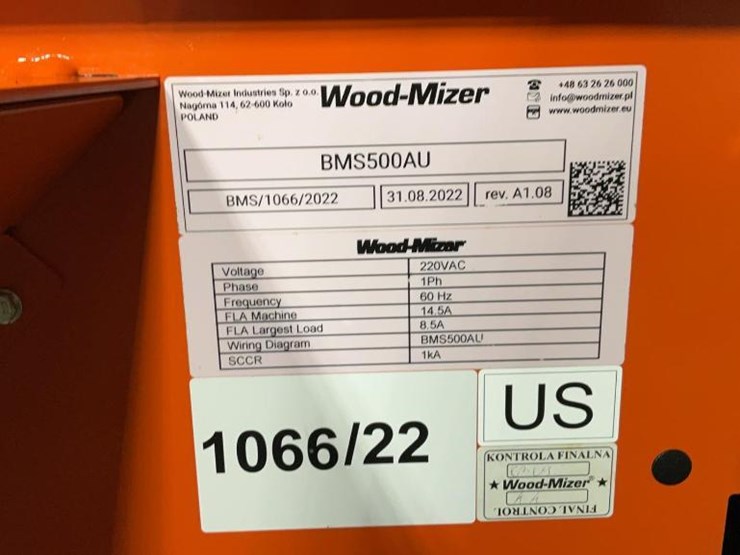 Wood-Mizer Industries Sp. z o.o.
Nagórna 114, 62-600 Koło
POLAND
Wood-Mizer
+48 63 26 26 000
info@woodmizer.pl
www.woodmizer.eu
BMS500AU
BMS/1066/2022 31.08.2022 rev. A1.08
Wood-Mizer
Voltage 220VAC
Phase 1Ph
Frequency 60 Hz
FLA Machine 14.5A
FLA Largest Load 8.5A
Wiring Diagram BMS500AU
SCCR 1kA
1066/22
US
KONTROLA FINALNA
★ Wood-Mizer® ★
FINAL CONTROL